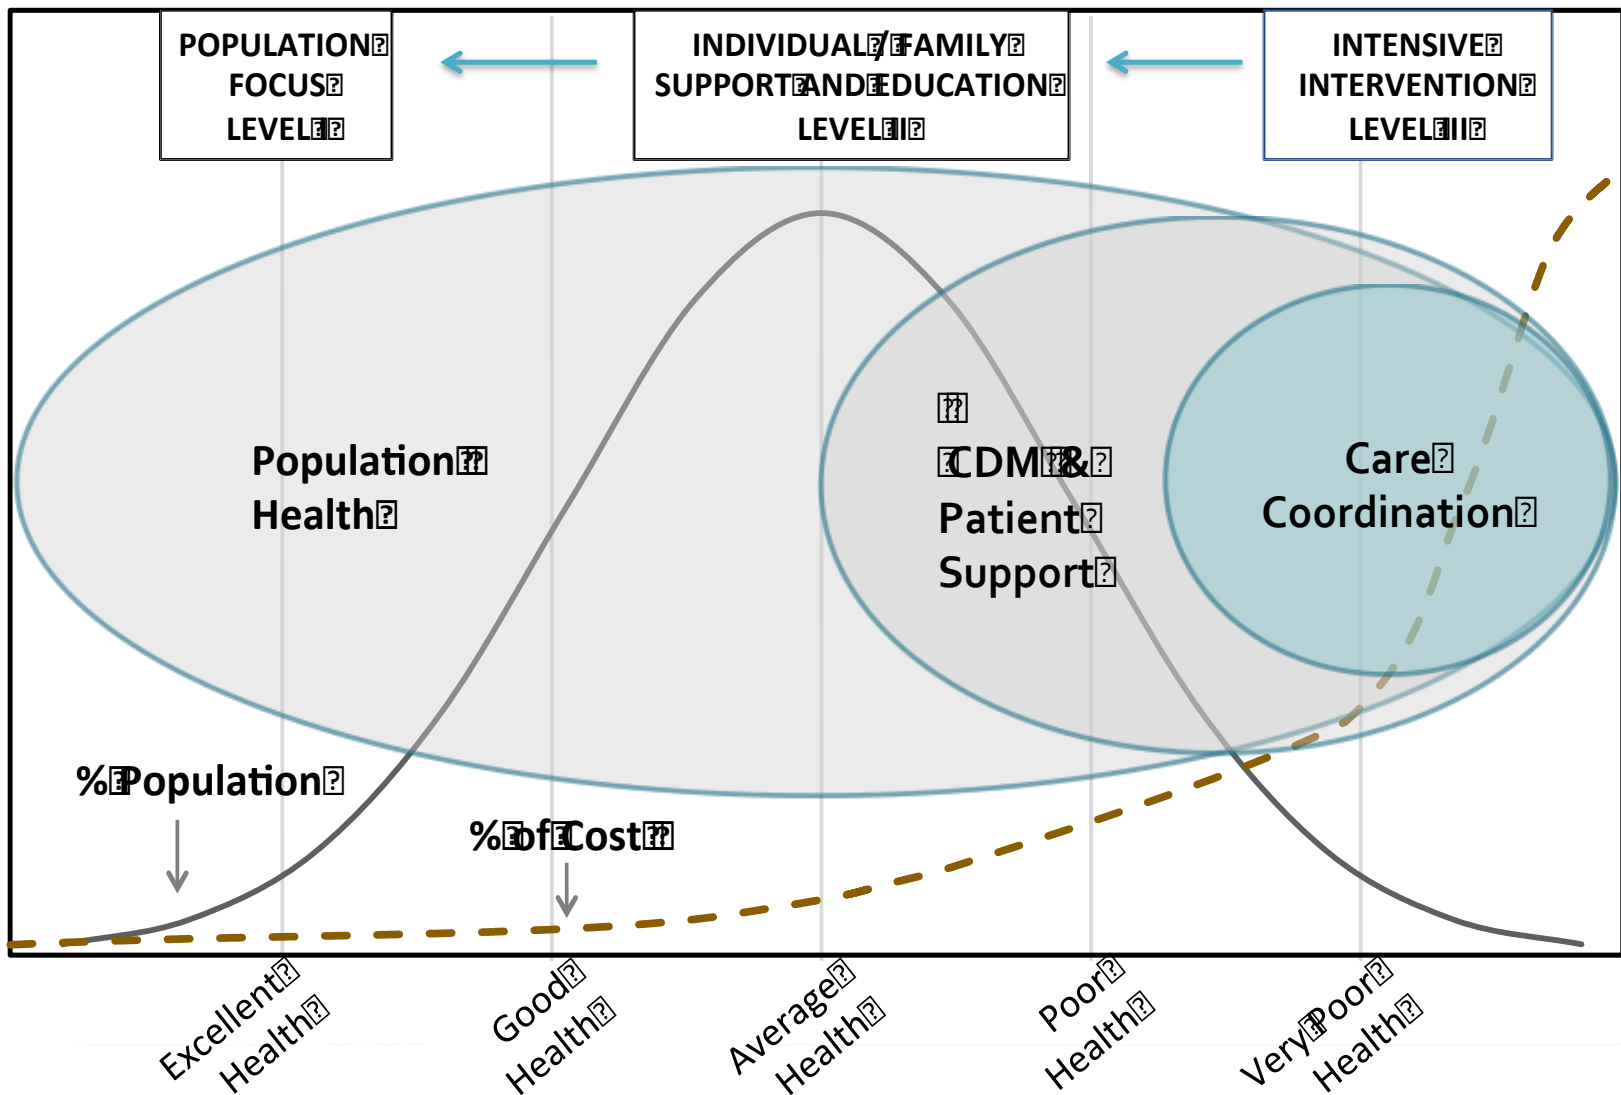 POPULATION
FOCUS
LEVEL I
INDIVIDUAL / FAMILY
SUPPORT AND EDUCATION
LEVEL II
INTENSIVE
INTERVENTION
LEVEL III
Population
Health
CDM &
Patient
Support
Care
Coordination
% Population
% of Cost
Excellent
Health
Good
Health
Average
Health
Poor
Health
Very Poor
Health